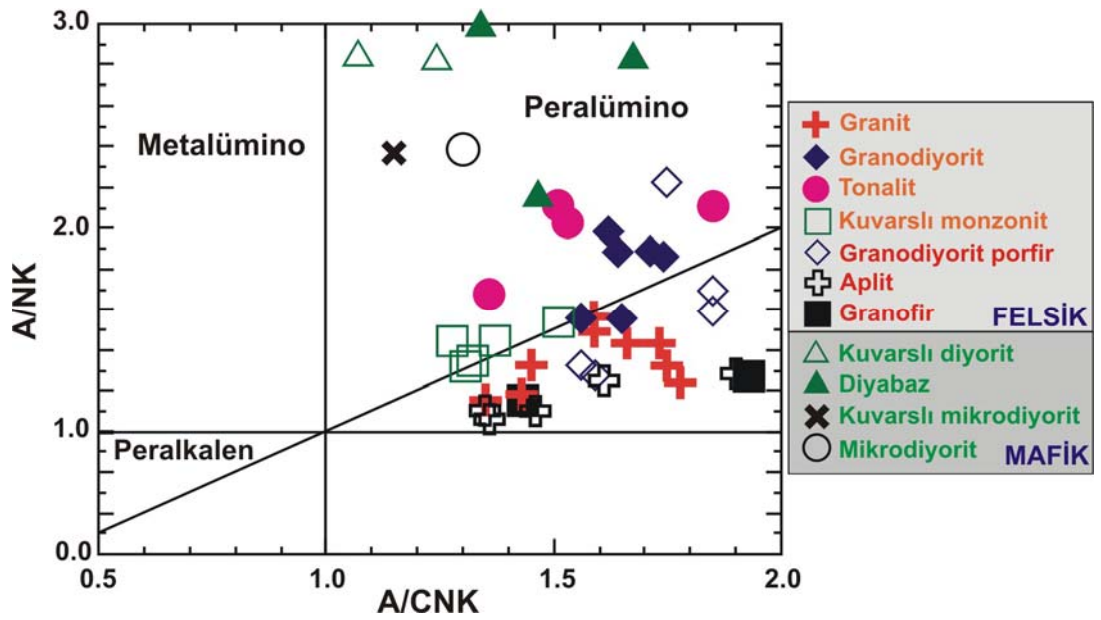 3.0
Peralümino
Metalümino
2.0
A/NK
1.0
Peralkalen
0.0
0.5
1.0
1.5
2.0
A/CNK
Granit
Granodiyorit
Tonalit
Kuvarslı monzonit
Granodiyorit porfir
Aplit
Granofir
FELSİK
Kuvarslı diyorit
Diyabaz
Kuvarslı mikrodiyorit
Mikrodiyorit
MAFİK